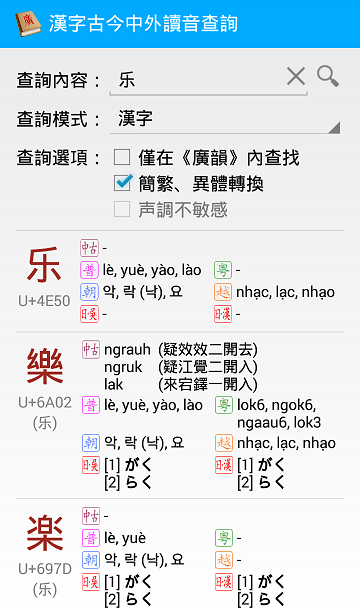 漢字古今中外讀音查詢
查詢內容： 乐
查詢模式： 漢字
查詢選項： 僅在《廣韻》內查找
簡繁、異體轉換
声調不敏感
乐
U+4E50
中古 -
普 lè, yuè, yào, lào 粵 -
朝 악, 락 (낙), 요 越 nhạc, lạc, nhạo
日吳 - 日漢 -
樂
U+6A02
(乐)
中古 ngrauh (疑效效二開去)
ngruk (疑江覺二開入)
lak (來宕鐸一開入)
普 lè, yuè, yào, lào 粵 lok6, ngok6,
ngaau6, lok3
朝 악, 락 (낙), 요 越 nhạc, lạc, nhạo
日吳 [1] がく 日漢 [1] がく
[2] らく [2] らく
楽
U+697D
(乐)
中古 -
普 lè, yuè 粵 -
朝 악, 락 (낙), 요 越 -
日吳 [1] がく 日漢 [1] がく
[2] らく [2] らく